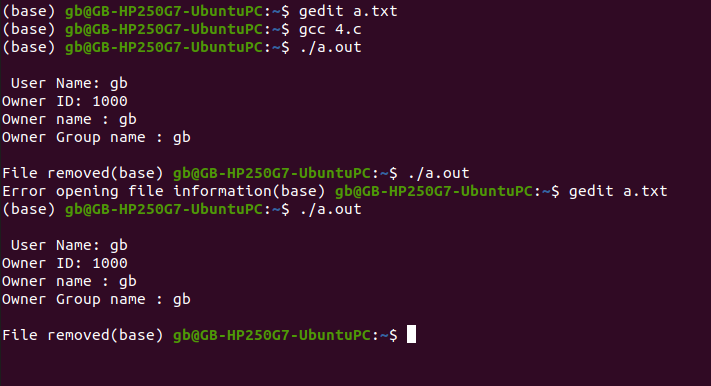 (base) gb@GB-HP250G7-UbuntuPC:~$ gedit a.txt
(base) gb@GB-HP250G7-UbuntuPC:~$ gcc 4.c
(base) gb@GB-HP250G7-UbuntuPC:~$ ./a.out
User Name: gb
Owner ID: 1000
Owner name : gb
Owner Group name : gb
File removed(base) gb@GB-HP250G7-UbuntuPC:~$ ./a.out
Error opening file information(base) gb@GB-HP250G7-UbuntuPC:~$ gedit a.txt
(base) gb@GB-HP250G7-UbuntuPC:~$ ./a.out
User Name: gb
Owner ID: 1000
Owner name : gb
Owner Group name : gb
File removed(base) gb@GB-HP250G7-UbuntuPC:~$